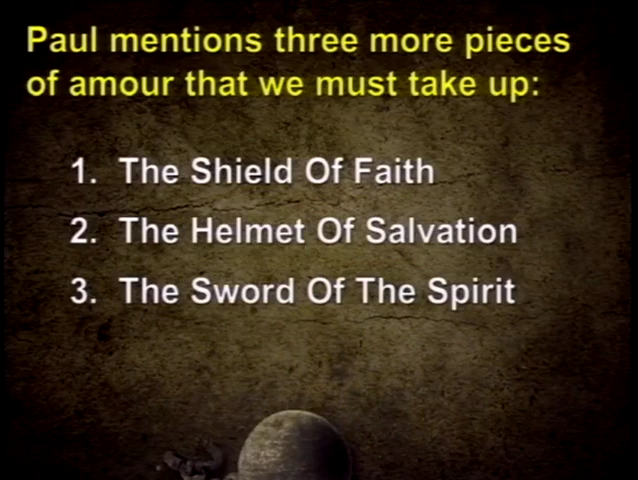 Paul mentions three more pieces
of amour that we must take up:
1. The Shield Of Faith
2. The Helmet Of Salvation
3. The Sword Of The Spirit